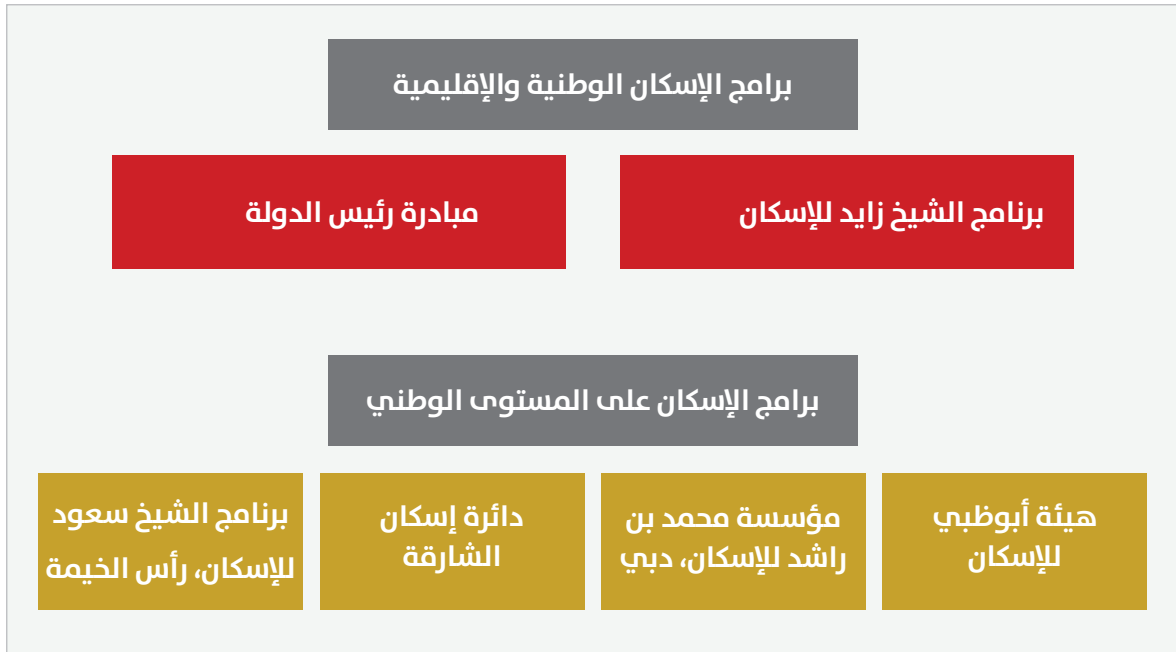 برامج الإسكان الوطنية والإقليمية
برنامج الشيخ زايد للإسكان
مبادرة رئيس الدولة
برامج الإسكان على المستوى الوطني
هيئة أبوظبي
للإسكان
مؤسسة محمد بن
راشد للإسكان، دبي
دائرة إسكان
الشارقة
برنامج الشيخ سعود
للإسكان، رأس الخيمة